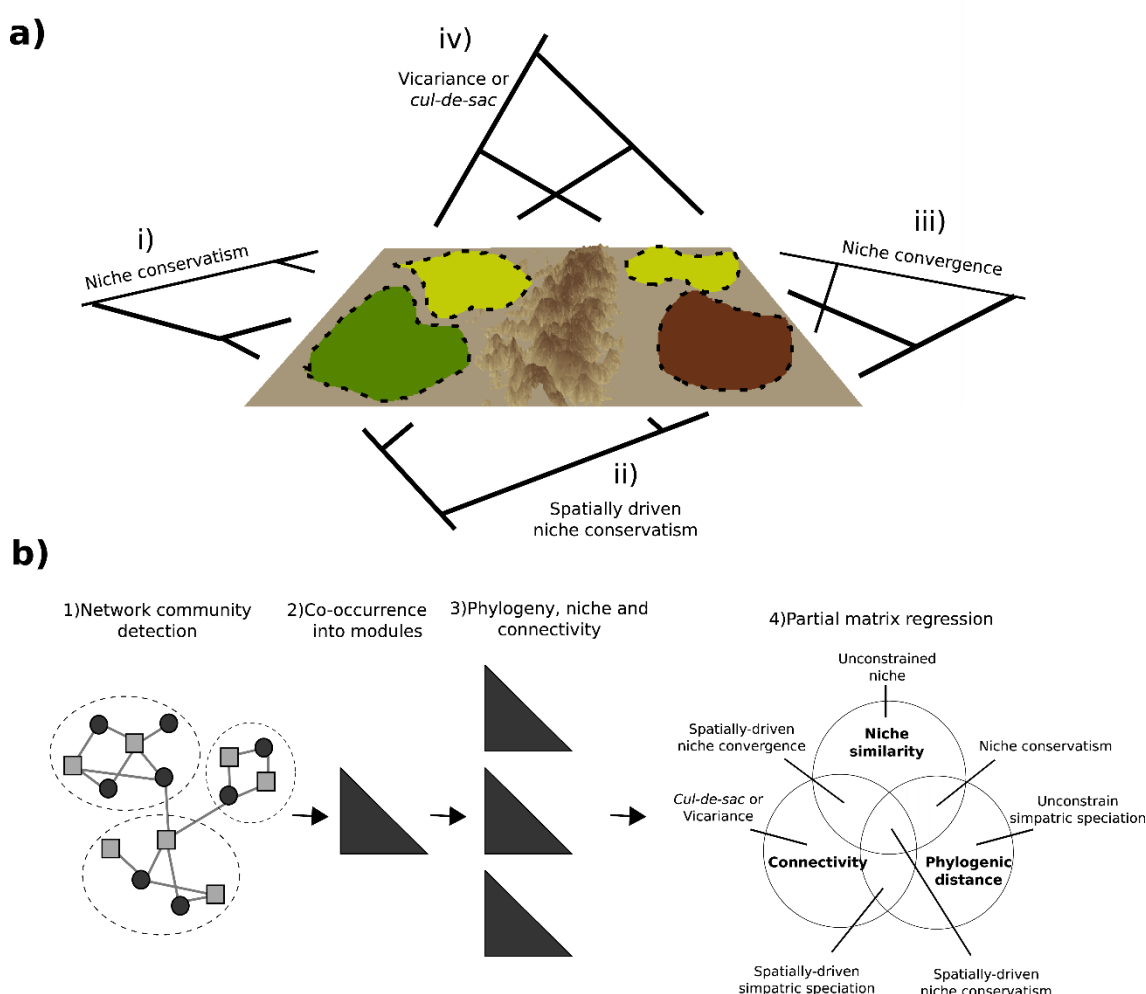 a)
iv)
Vicariance or
cul-de-sac
i)
Niche conservatism
iii)
Niche convergence
ii)
Spatially driven
niche conservatism
b)
1)Network community
detection
2)Co-occurrence
into modules
3)Phylogeny, niche and
connectivity
4)Partial matrix regression
Unconstrained
niche
Spatially-driven
niche convergence
Niche
similarity
Niche conservatism
Cul-de-sac or
Vicariance
Unconstrain
simpatric speciation
Connectivity
Phylogenic
distance
Spatially-driven
simpatric speciation
Spatially-driven
niche conservatism